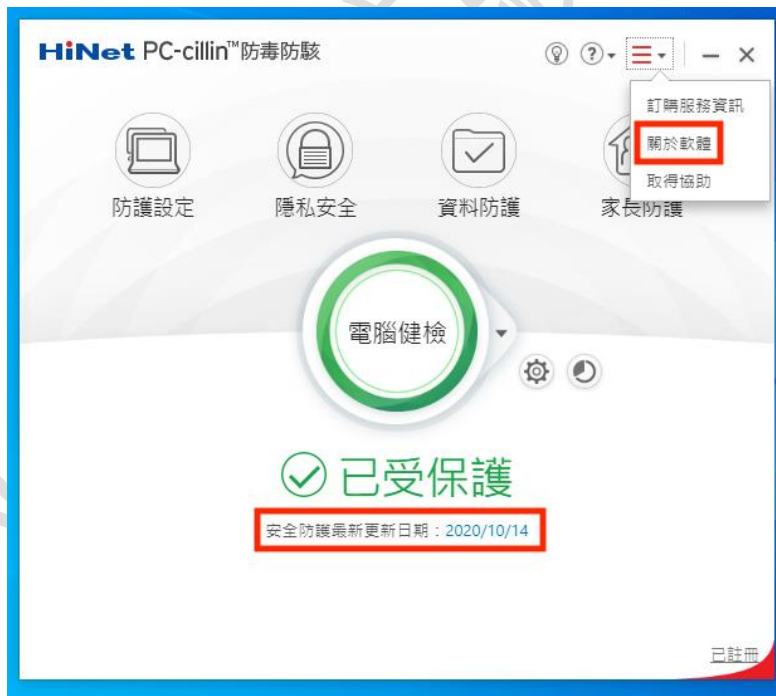 HiNet PC-cillin™防毒防駭
訂購服務資訊
關於軟體
取得協助
防護設定
隱私安全
資料防護
家長防護
電腦健檢
已受保護
安全防護最新更新日期：2020/10/14
已註冊